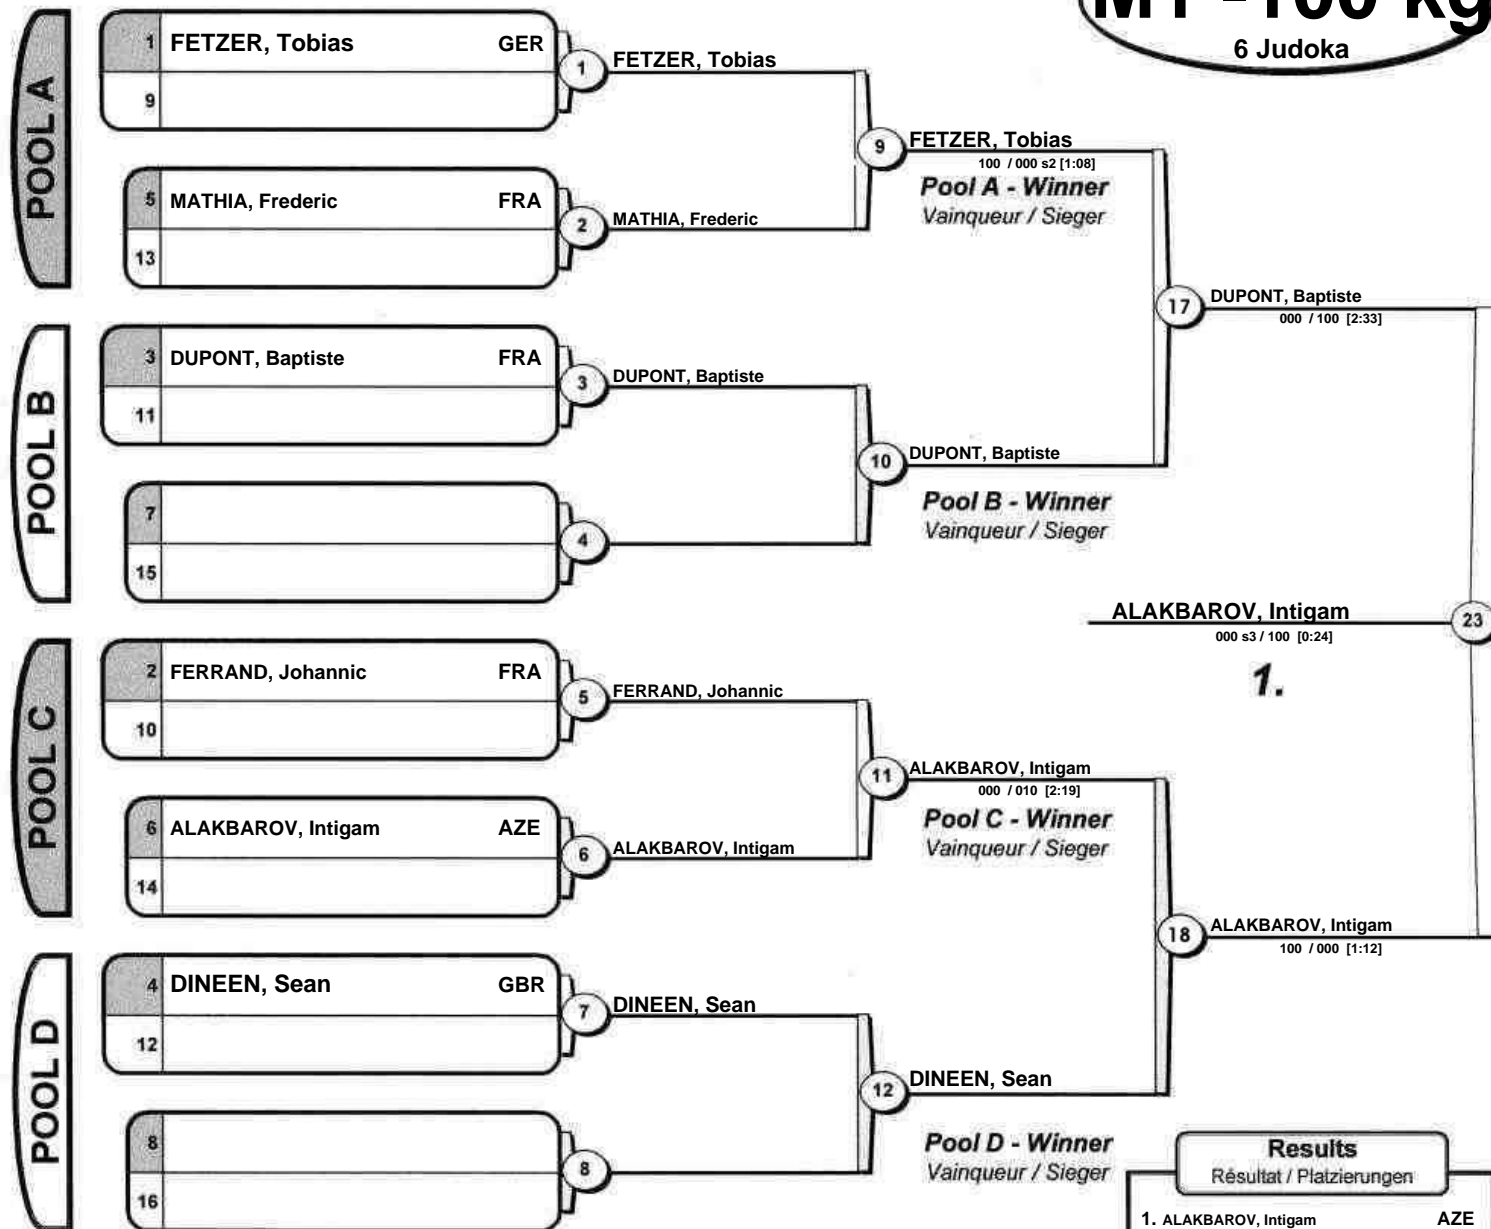 M1 -100 kg
6 Judoka
POOL A
1 FETZER, Tobias GER
9
1 FETZER, Tobias
5 MATHIA, Frederic FRA
13
2 MATHIA, Frederic
9 FETZER, Tobias
100 / 000 s2 [1:08]
Pool A - Winner
Vainqueur / Sieger
POOL B
3 DUPONT, Baptiste FRA
11
3 DUPONT, Baptiste
7
15
4
10 DUPONT, Baptiste
Pool B - Winner
Vainqueur / Sieger
17 DUPONT, Baptiste
000 / 100 [2:33]
ALAKBAROV, Intigam 23
000 s3 / 100 [0:24]
1.
POOL C
2 FERRAND, Johannic FRA
10
5 FERRAND, Johannic
6 ALAKBAROV, Intigam AZE
14
6 ALAKBAROV, Intigam
11 ALAKBAROV, Intigam
000 / 010 [2:19]
Pool C - Winner
Vainqueur / Sieger
18 ALAKBAROV, Intigam
100 / 000 [1:12]
POOL D
4 DINEEN, Sean GBR
12
7 DINEEN, Sean
8
16
8
12 DINEEN, Sean
Pool D - Winner
Vainqueur / Sieger
Results
Résultat / Platzierungen
1. ALAKBAROV, Intigam AZE